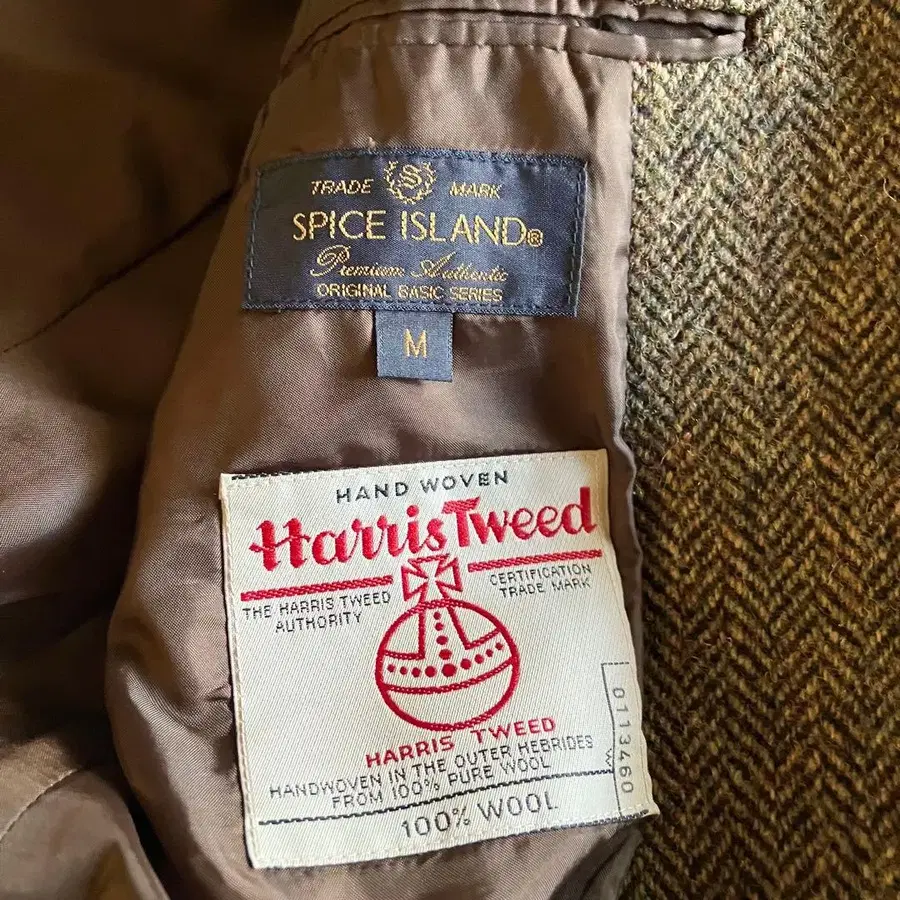 TRADE S MARK
SPICE ISLAND®
Premium Authentic
ORIGINAL BASIC SERIES
M
HAND WOVEN
Harris Tweed
THE HARRIS TWEED
AUTHORITY
CERTIFICATION
TRADE MARK
HARRIS TWEED
HANDWOVEN IN THE OUTER HEBRIDES
FROM 100% PURE WOOL
100% WOOL
0113460
W